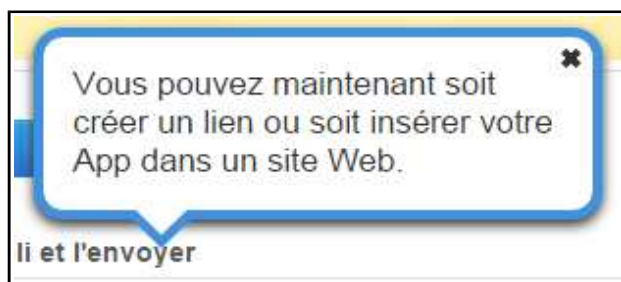 Vous pouvez maintenant soit
créer un lien ou soit insérer votre
App dans un site Web.
li et l'envoyer